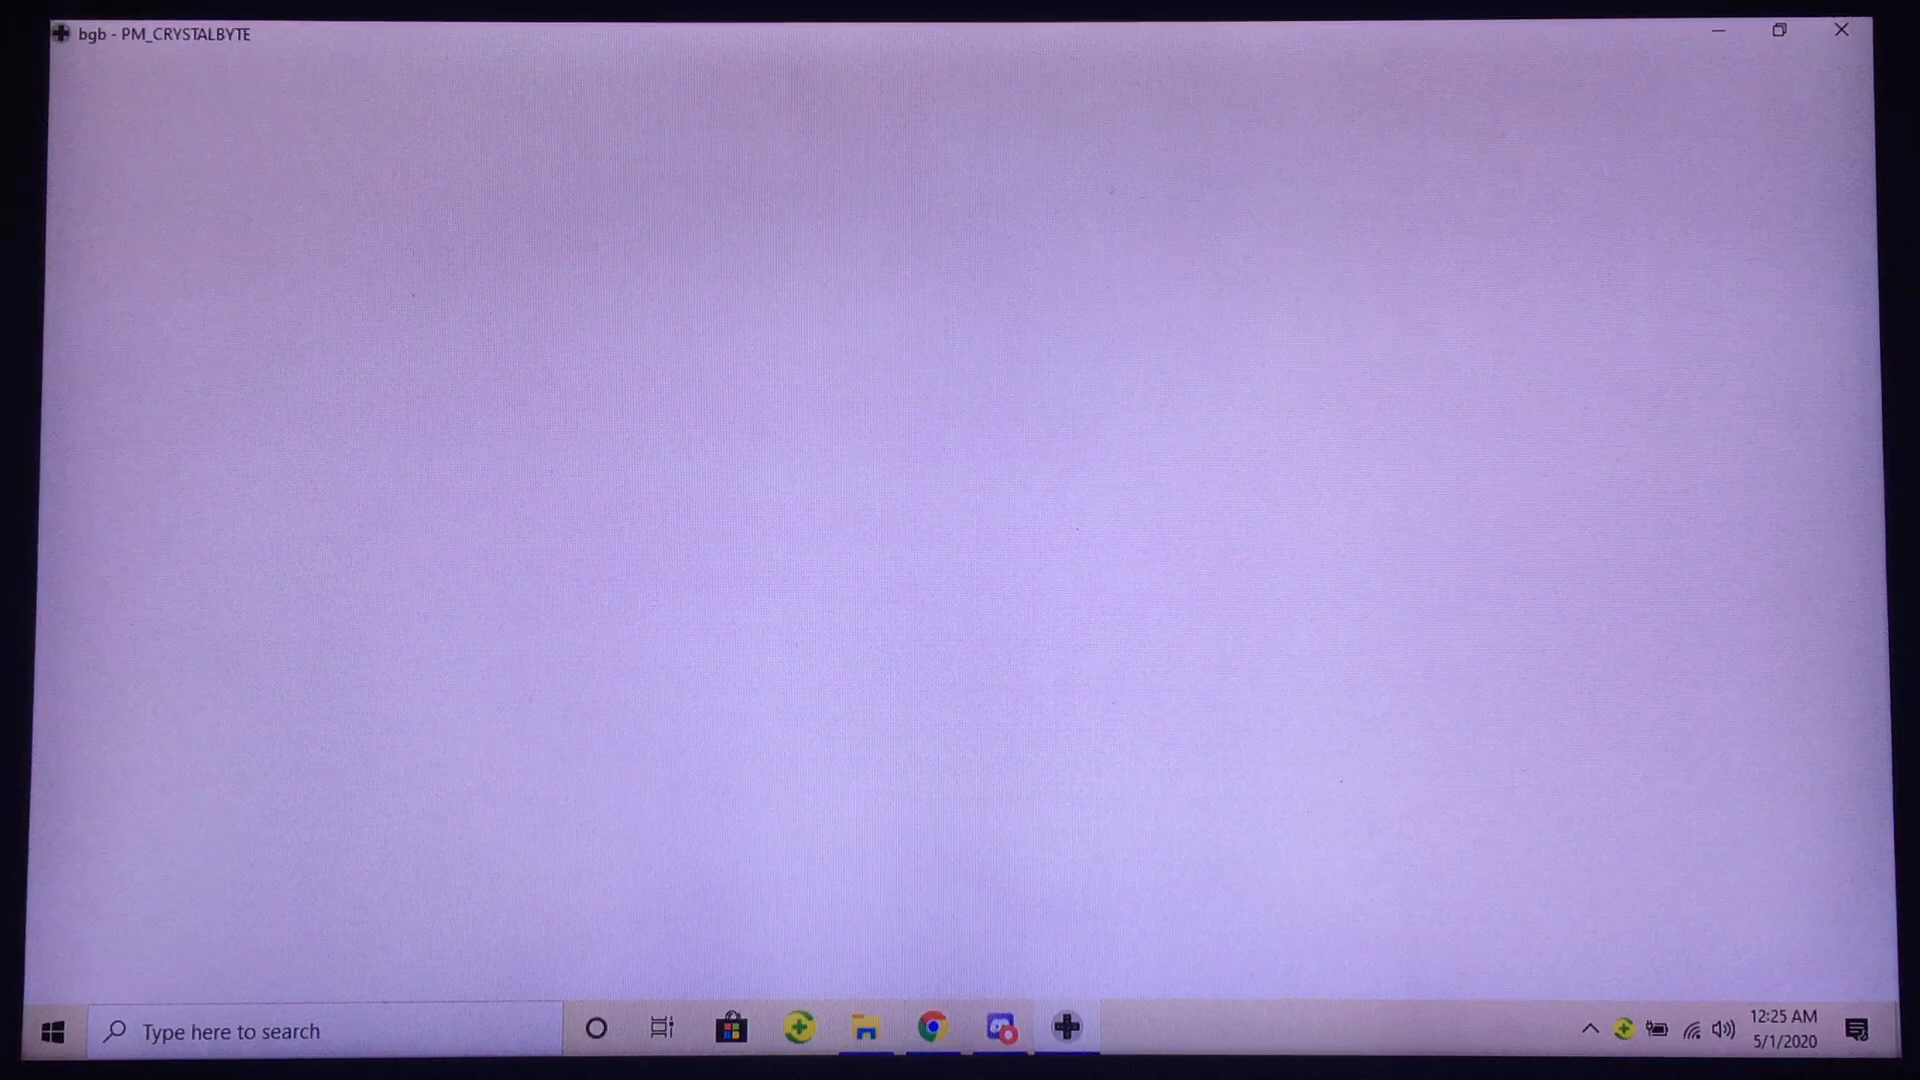 bgb - PM_CRYSTALBYTE
Type here to search
12:25 AM
5/1/2020